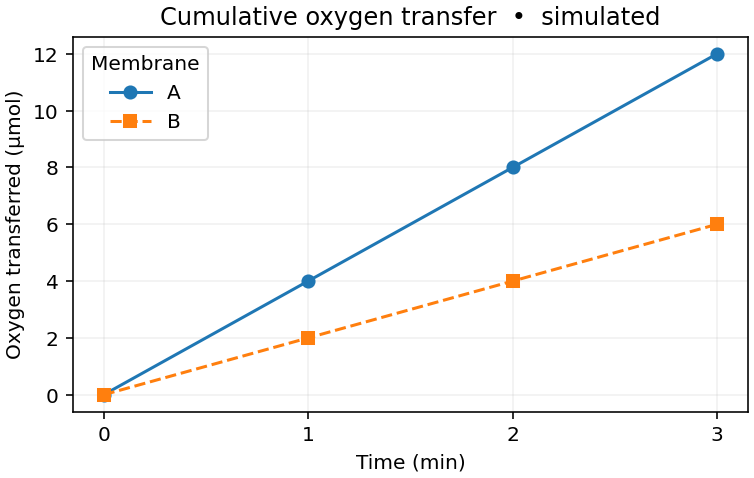 Cumulative oxygen transfer • simulated
Membrane
A
B
Oxygen transferred (µmol)
12
10
8
6
4
2
0
0 1 2 3
Time (min)